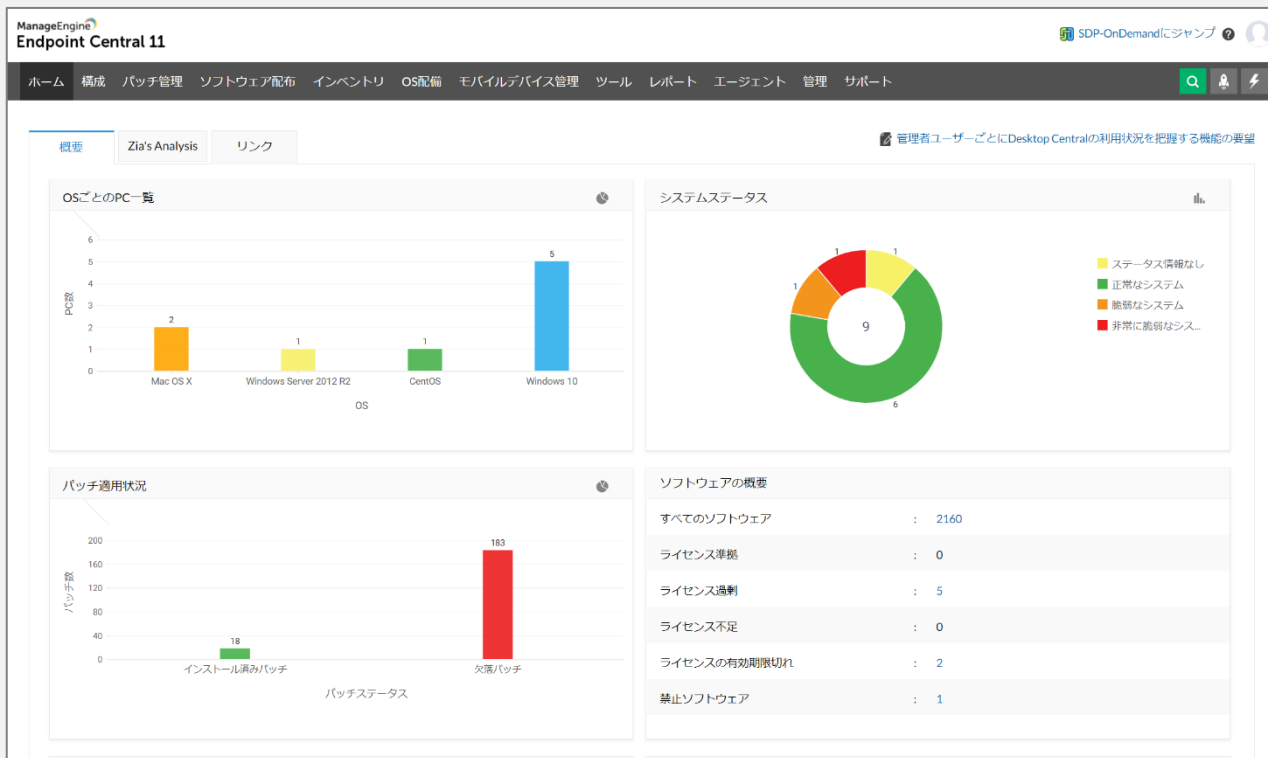 ManageEngine
Endpoint Central 11
SDP-OnDemandにジャンプ
ホーム 構成 パッチ管理 ソフトウェア配布 インベントリ OS配備 モバイルデバイス管理 ツール レポート エージェント 管理 サポート
概要 Zia's Analysis リンク
管理者ユーザーごとにDesktop Centralの利用状況を把握する機能の要望
OSごとのPC一覧
6
5
4
3
2
1
0
PC数
2
1
1
5
Mac OS X Windows Server 2012 R2 CentOS Windows 10
OS
システムステータス
1
1
1
9
6
ステータス情報なし
正常なシステム
脆弱なシステム
非常に脆弱なシス...
パッチ適用状況
200
160
120
80
40
0
パッチ数
18
183
インストール済みパッチ 欠落パッチ
パッチステータス
ソフトウェアの概要
すべてのソフトウェア : 2160
ライセンス準拠 : 0
ライセンス過剰 : 5
ライセンス不足 : 0
ライセンスの有効期限切れ : 2
禁止ソフトウェア : 1